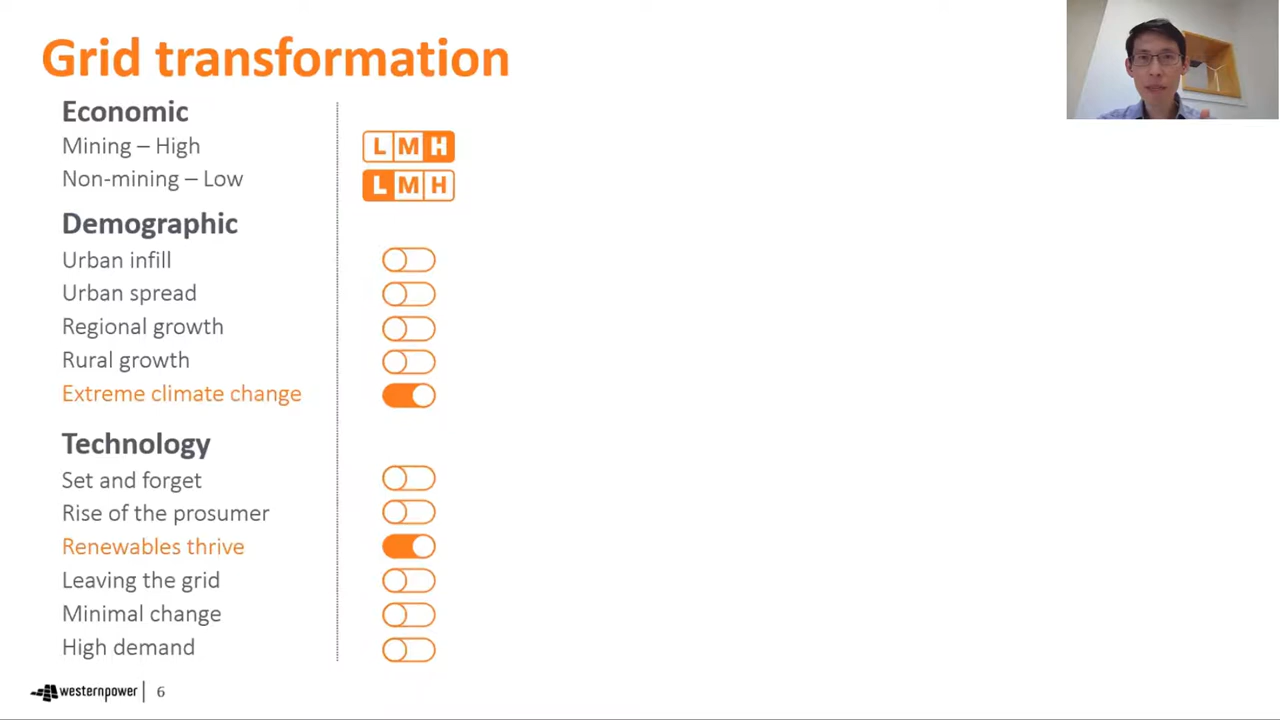 Grid transformation
Economic
Mining – High
L M H
Non-mining – Low
L M H
Demographic
Urban infill
Urban spread
Regional growth
Rural growth
Extreme climate change
Technology
Set and forget
Rise of the prosumer
Renewables thrive
Leaving the grid
Minimal change
High demand
westernpower
6